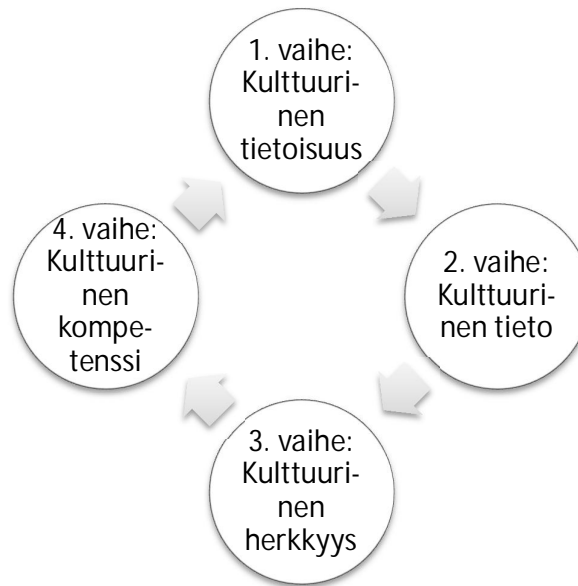 1. vaihe:
Kulttuuri-
nen
tietoisuus
2. vaihe:
Kulttuuri-
nen tieto
3. vaihe:
Kulttuuri-
nen
herkkyys
4. vaihe:
Kulttuuri-
nen
kompe-
tenssi